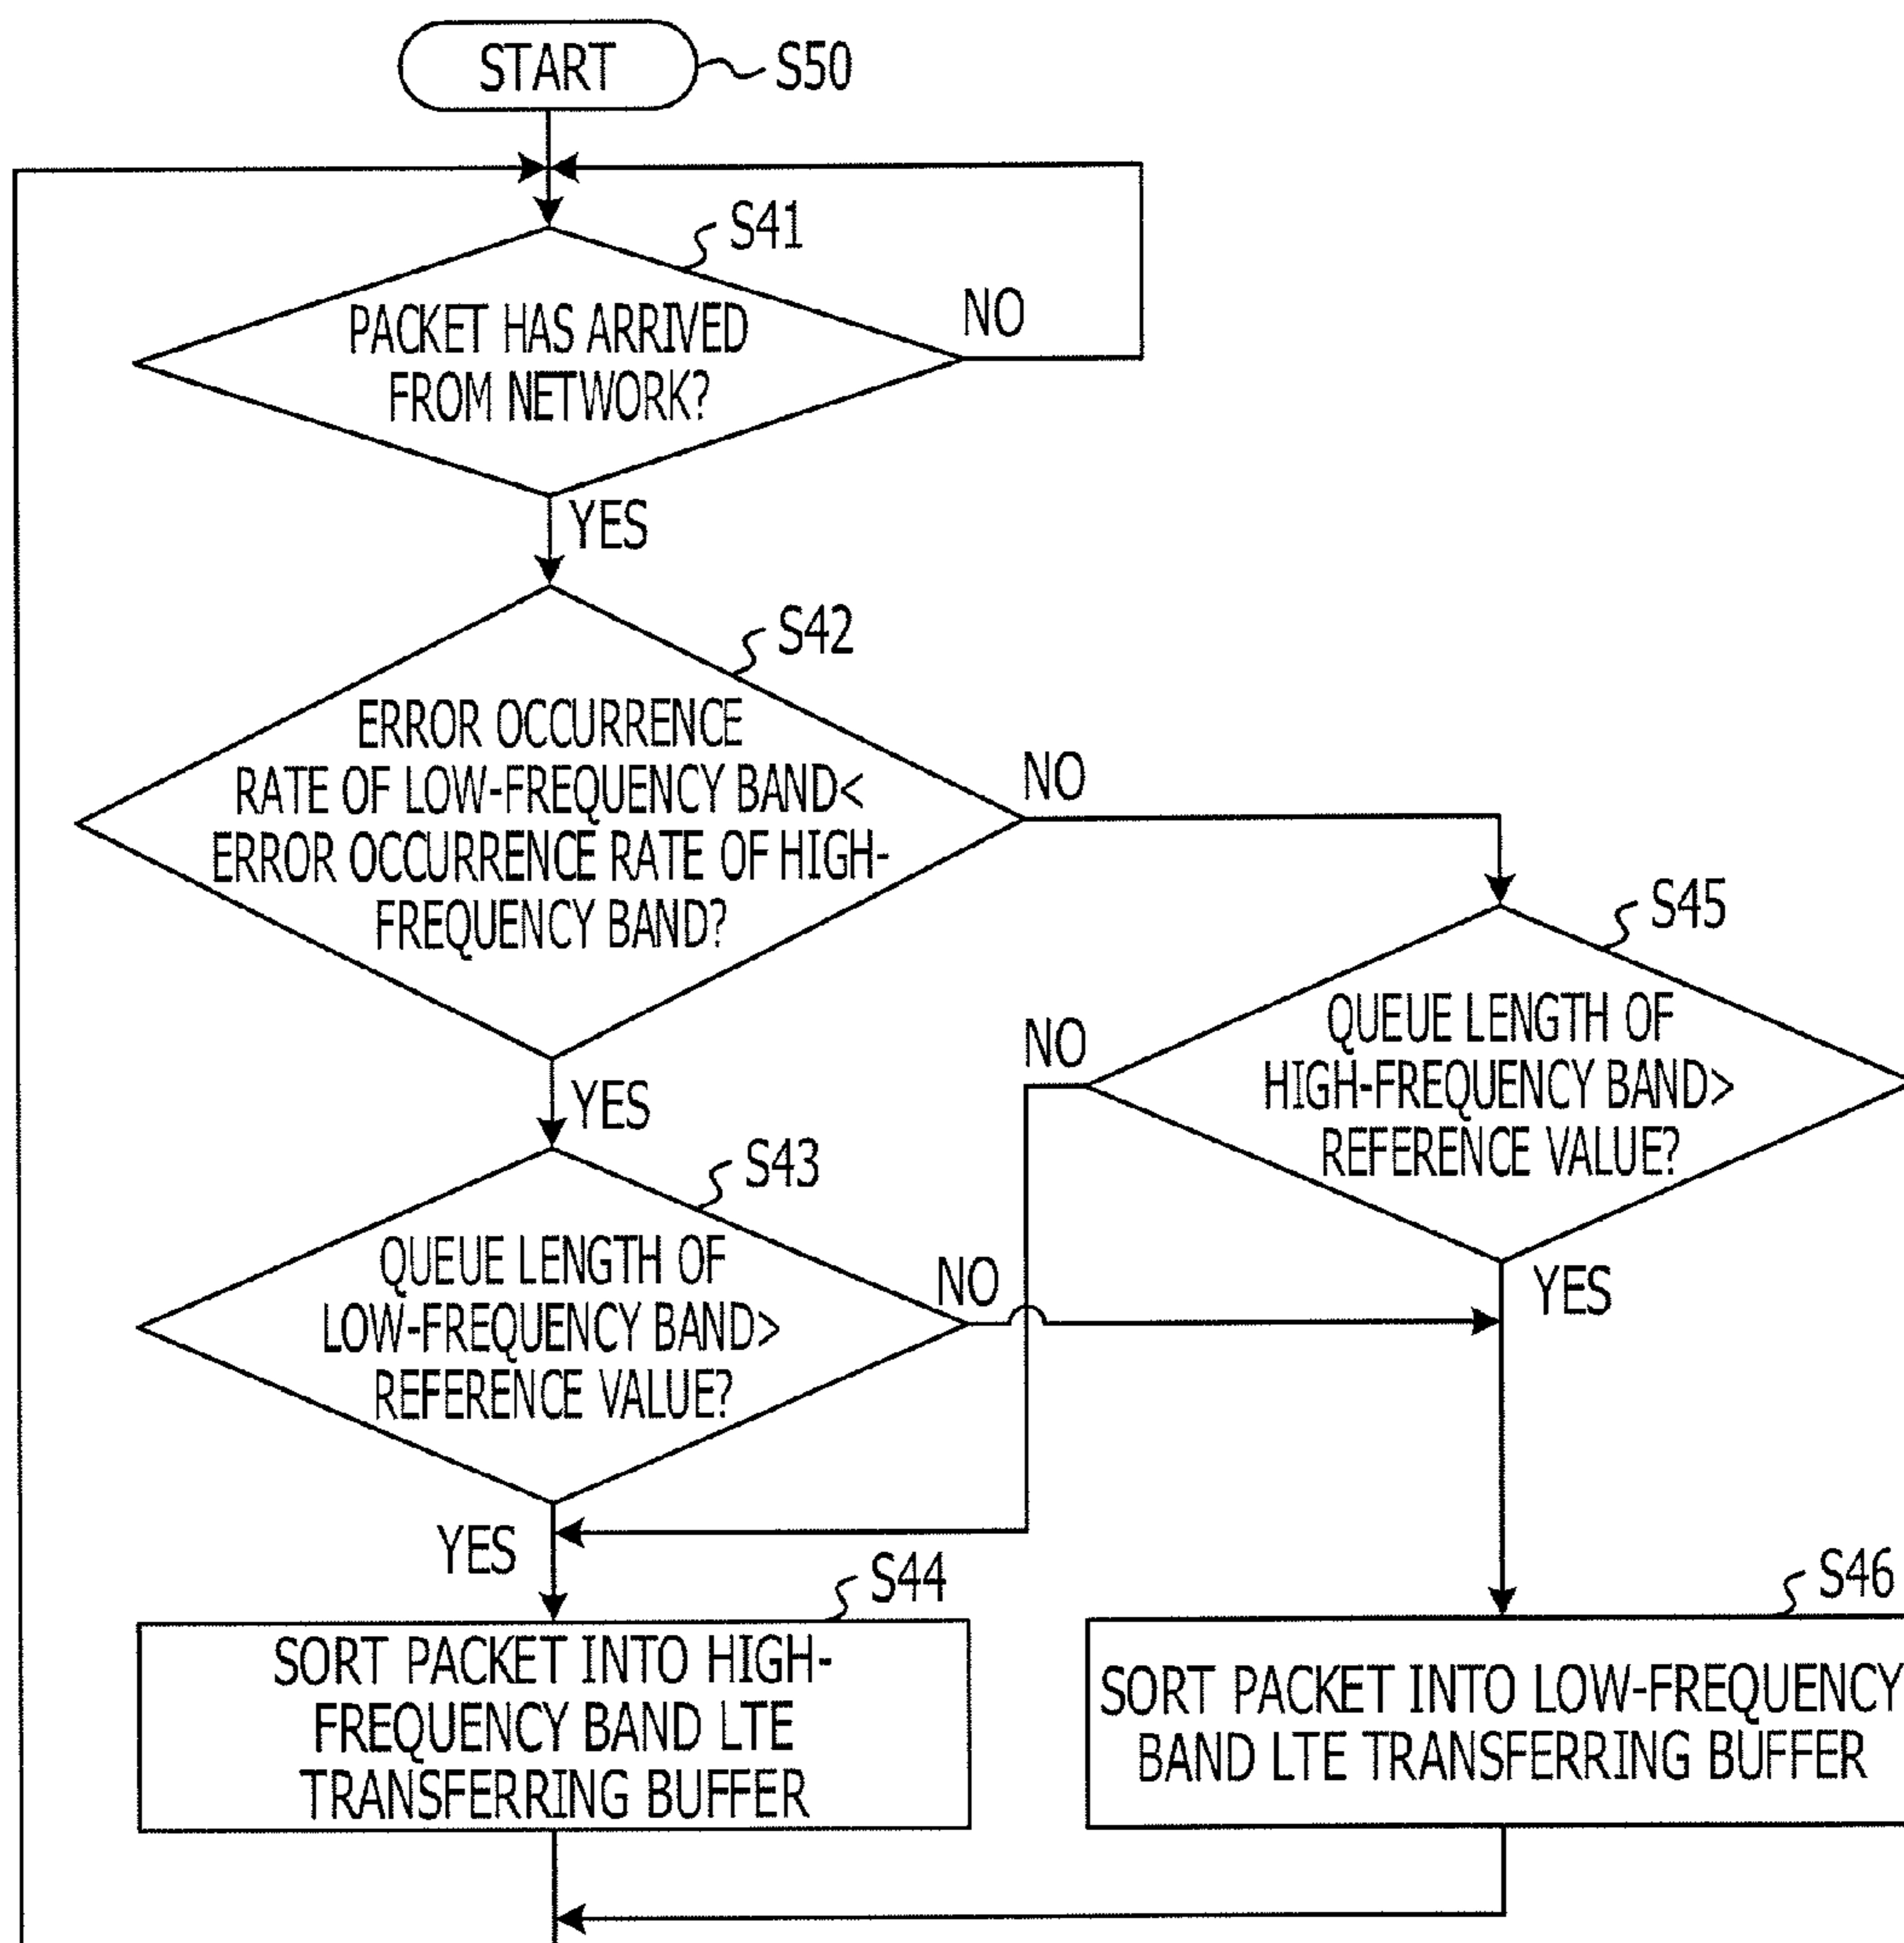 START
S50
S41
PACKET HAS ARRIVED
FROM NETWORK?
NO
YES
S42
ERROR OCCURRENCE
RATE OF LOW-FREQUENCY BAND<
ERROR OCCURRENCE RATE OF HIGH-
FREQUENCY BAND?
NO
YES
S45
QUEUE LENGTH OF
HIGH-FREQUENCY BAND>
REFERENCE VALUE?
NO
YES
S43
QUEUE LENGTH OF
LOW-FREQUENCY BAND>
REFERENCE VALUE?
NO
YES
S44
SORT PACKET INTO HIGH-
FREQUENCY BAND LTE
TRANSFERRING BUFFER
S46
SORT PACKET INTO LOW-FREQUENCY
BAND LTE TRANSFERRING BUFFER